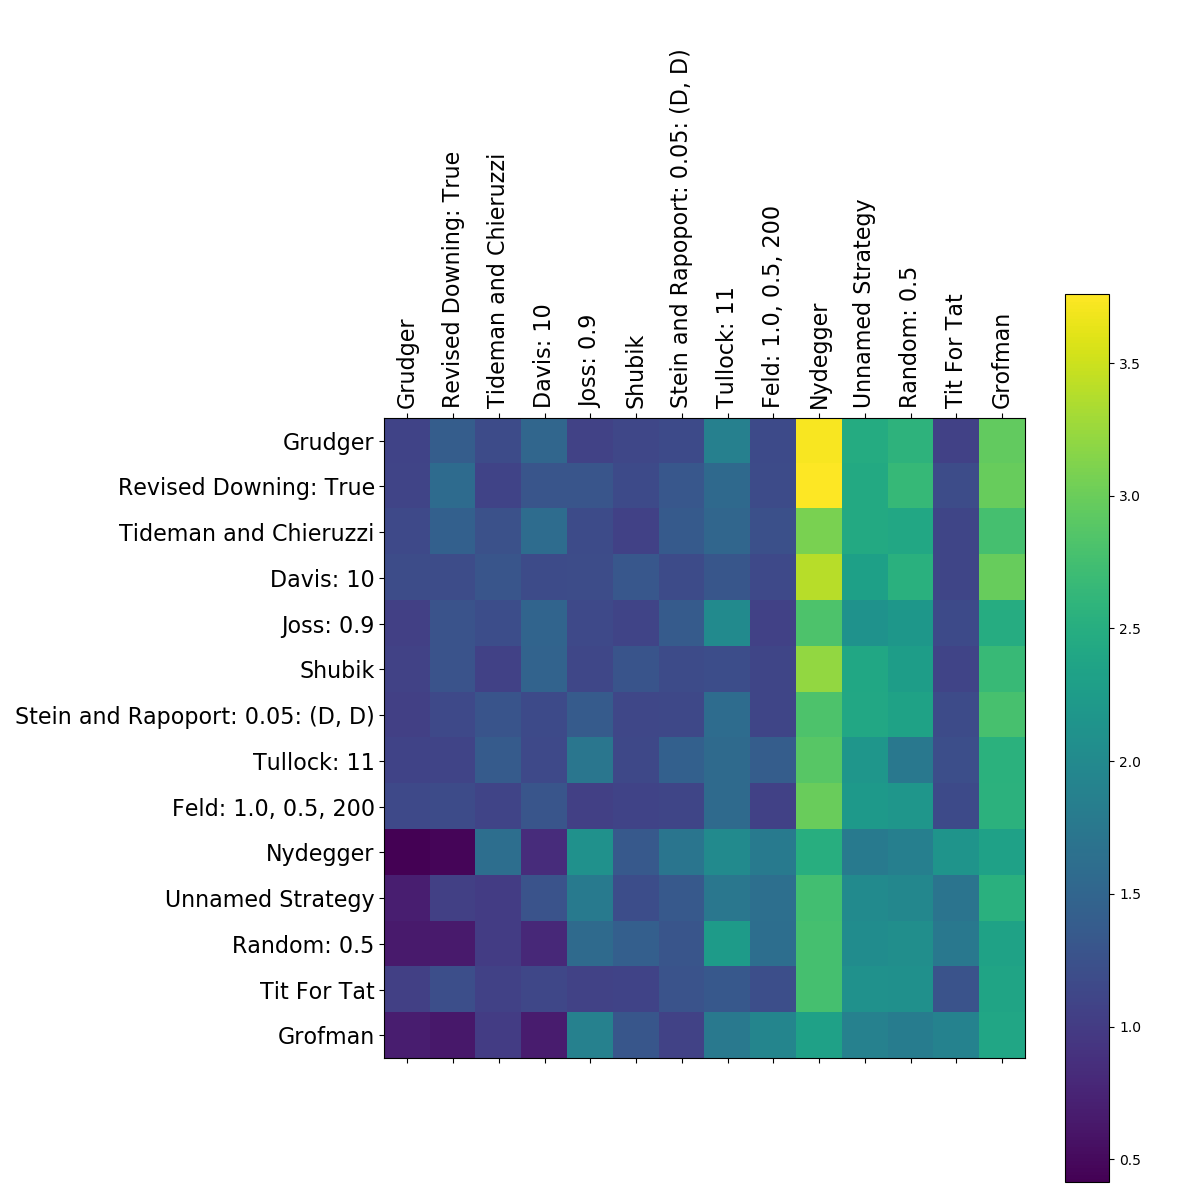 Grudger
Revised Downing: True
Tideman and Chieruzzi
Davis: 10
Joss: 0.9
Shubik
Stein and Rapoport: 0.05: (D, D)
Tullock: 11
Feld: 1.0, 0.5, 200
Nydegger
Unnamed Strategy
Random: 0.5
Tit For Tat
Grofman
Grudger
Revised Downing: True
Tideman and Chieruzzi
Davis: 10
Joss: 0.9
Shubik
Stein and Rapoport: 0.05: (D, D)
Tullock: 11
Feld: 1.0, 0.5, 200
Nydegger
Unnamed Strategy
Random: 0.5
Tit For Tat
Grofman
3.5
3.0
2.5
2.0
1.5
1.0
0.5